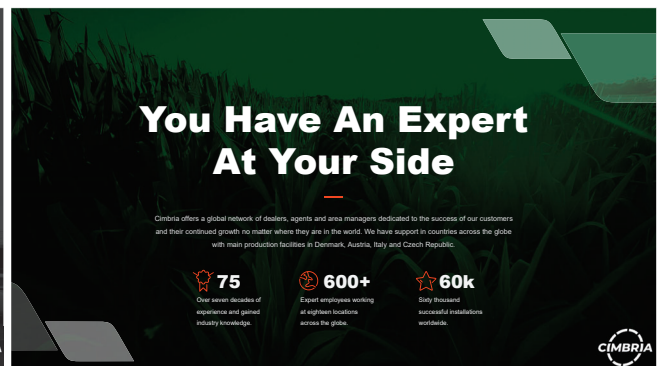 You Have An Expert
At Your Side
Cimbria offers a global network of dealers, agents and area managers dedicated to the success of our customers
and their continued growth no matter where they are in the world. We have support in countries across the globe
with main production facilities in Denmark, Austria, Italy and Czech Republic.
75
Over seven decades of
experience and gained
industry knowledge.
600+
Expert employees working
at eighteen locations
across the globe.
60k
Sixty thousand
successful installations
worldwide.
CIMBRIA